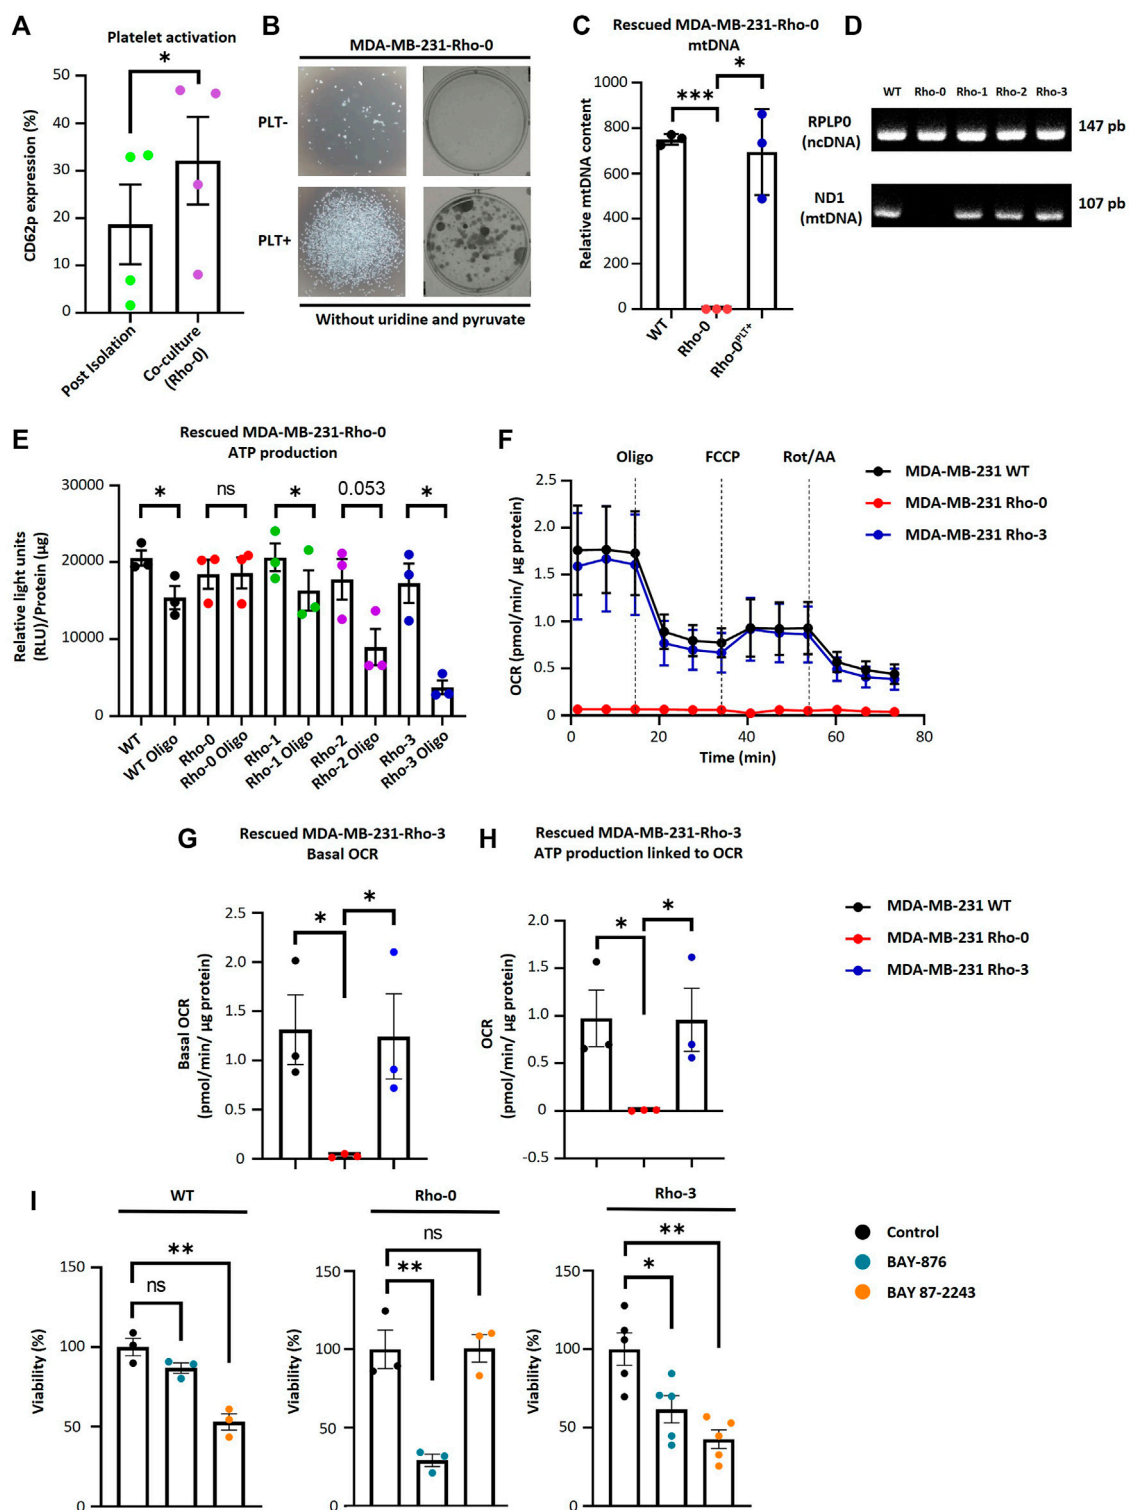 A
Platelet activation
*
CD62p expression (%)
50
40
30
20
10
0
Post Isolation
Co-culture
(Rho-0)
B
MDA-MB-231-Rho-0
PLT-
PLT+
Without uridine and pyruvate
C
Rescued MDA-MB-231-Rho-0
mtDNA
***
*
Relative mtDNA content
1000
800
600
400
200
0
WT
Rho-0
Rho-0PLT+
D
WT Rho-0 Rho-1 Rho-2 Rho-3
RPLP0
(ncDNA)
147 pb
ND1
(mtDNA)
107 pb
E
Rescued MDA-MB-231-Rho-0
ATP production
* ns * 0.053 *
Relative light units
(RLU)/Protein (µg)
30000
20000
10000
0
WT
WT Oligo
Rho-0
Rho-0 Oligo
Rho-1
Rho-1 Oligo
Rho-2
Rho-2 Oligo
Rho-3
Rho-3 Oligo
F
Oligo FCCP Rot/AA
OCR (pmol/min/ µg protein)
2.5
2.0
1.5
1.0
0.5
0
0 20 40 60 80
Time (min)
MDA-MB-231 WT
MDA-MB-231 Rho-0
MDA-MB-231 Rho-3
G
Rescued MDA-MB-231-Rho-3
Basal OCR
* *
Basal OCR
(pmol/min/ µg protein)
2.5
2.0
1.5
1.0
0.5
0
H
Rescued MDA-MB-231-Rho-3
ATP production linked to OCR
* *
OCR
(pmol/min/ µg protein)
2.0
1.5
1.0
0.5
0
-0.5
MDA-MB-231 WT
MDA-MB-231 Rho-0
MDA-MB-231 Rho-3
I
WT
**
ns
Viability (%)
150
100
50
0
Rho-0
ns
**
Viability (%)
150
100
50
0
Rho-3
**
*
Viability (%)
150
100
50
0
Control
BAY-876
BAY 87-2243